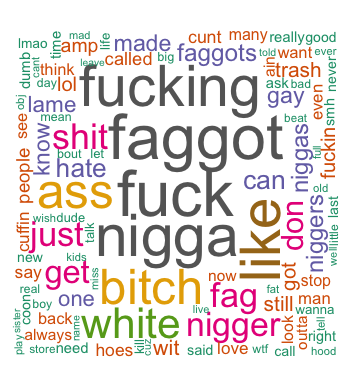 mad life
lmao time amp made cunt many reallygood
dumb cant think called big faggots told want ever
leave ain trash never
day lol fucking ask bad even smh
obj lame gay
mean shit faggot beat fuckin
see know bout let hate niggas full
people can old
cuffin ass fuck like don niggers last
wishdude little
just talk nigga well
new get kids bitch now got stop
say miss fag fat still man
real one white live nigger look wanna
coon boy back kill right tell
play sister always hoes cuz wit said love wtf call outta hood
store need